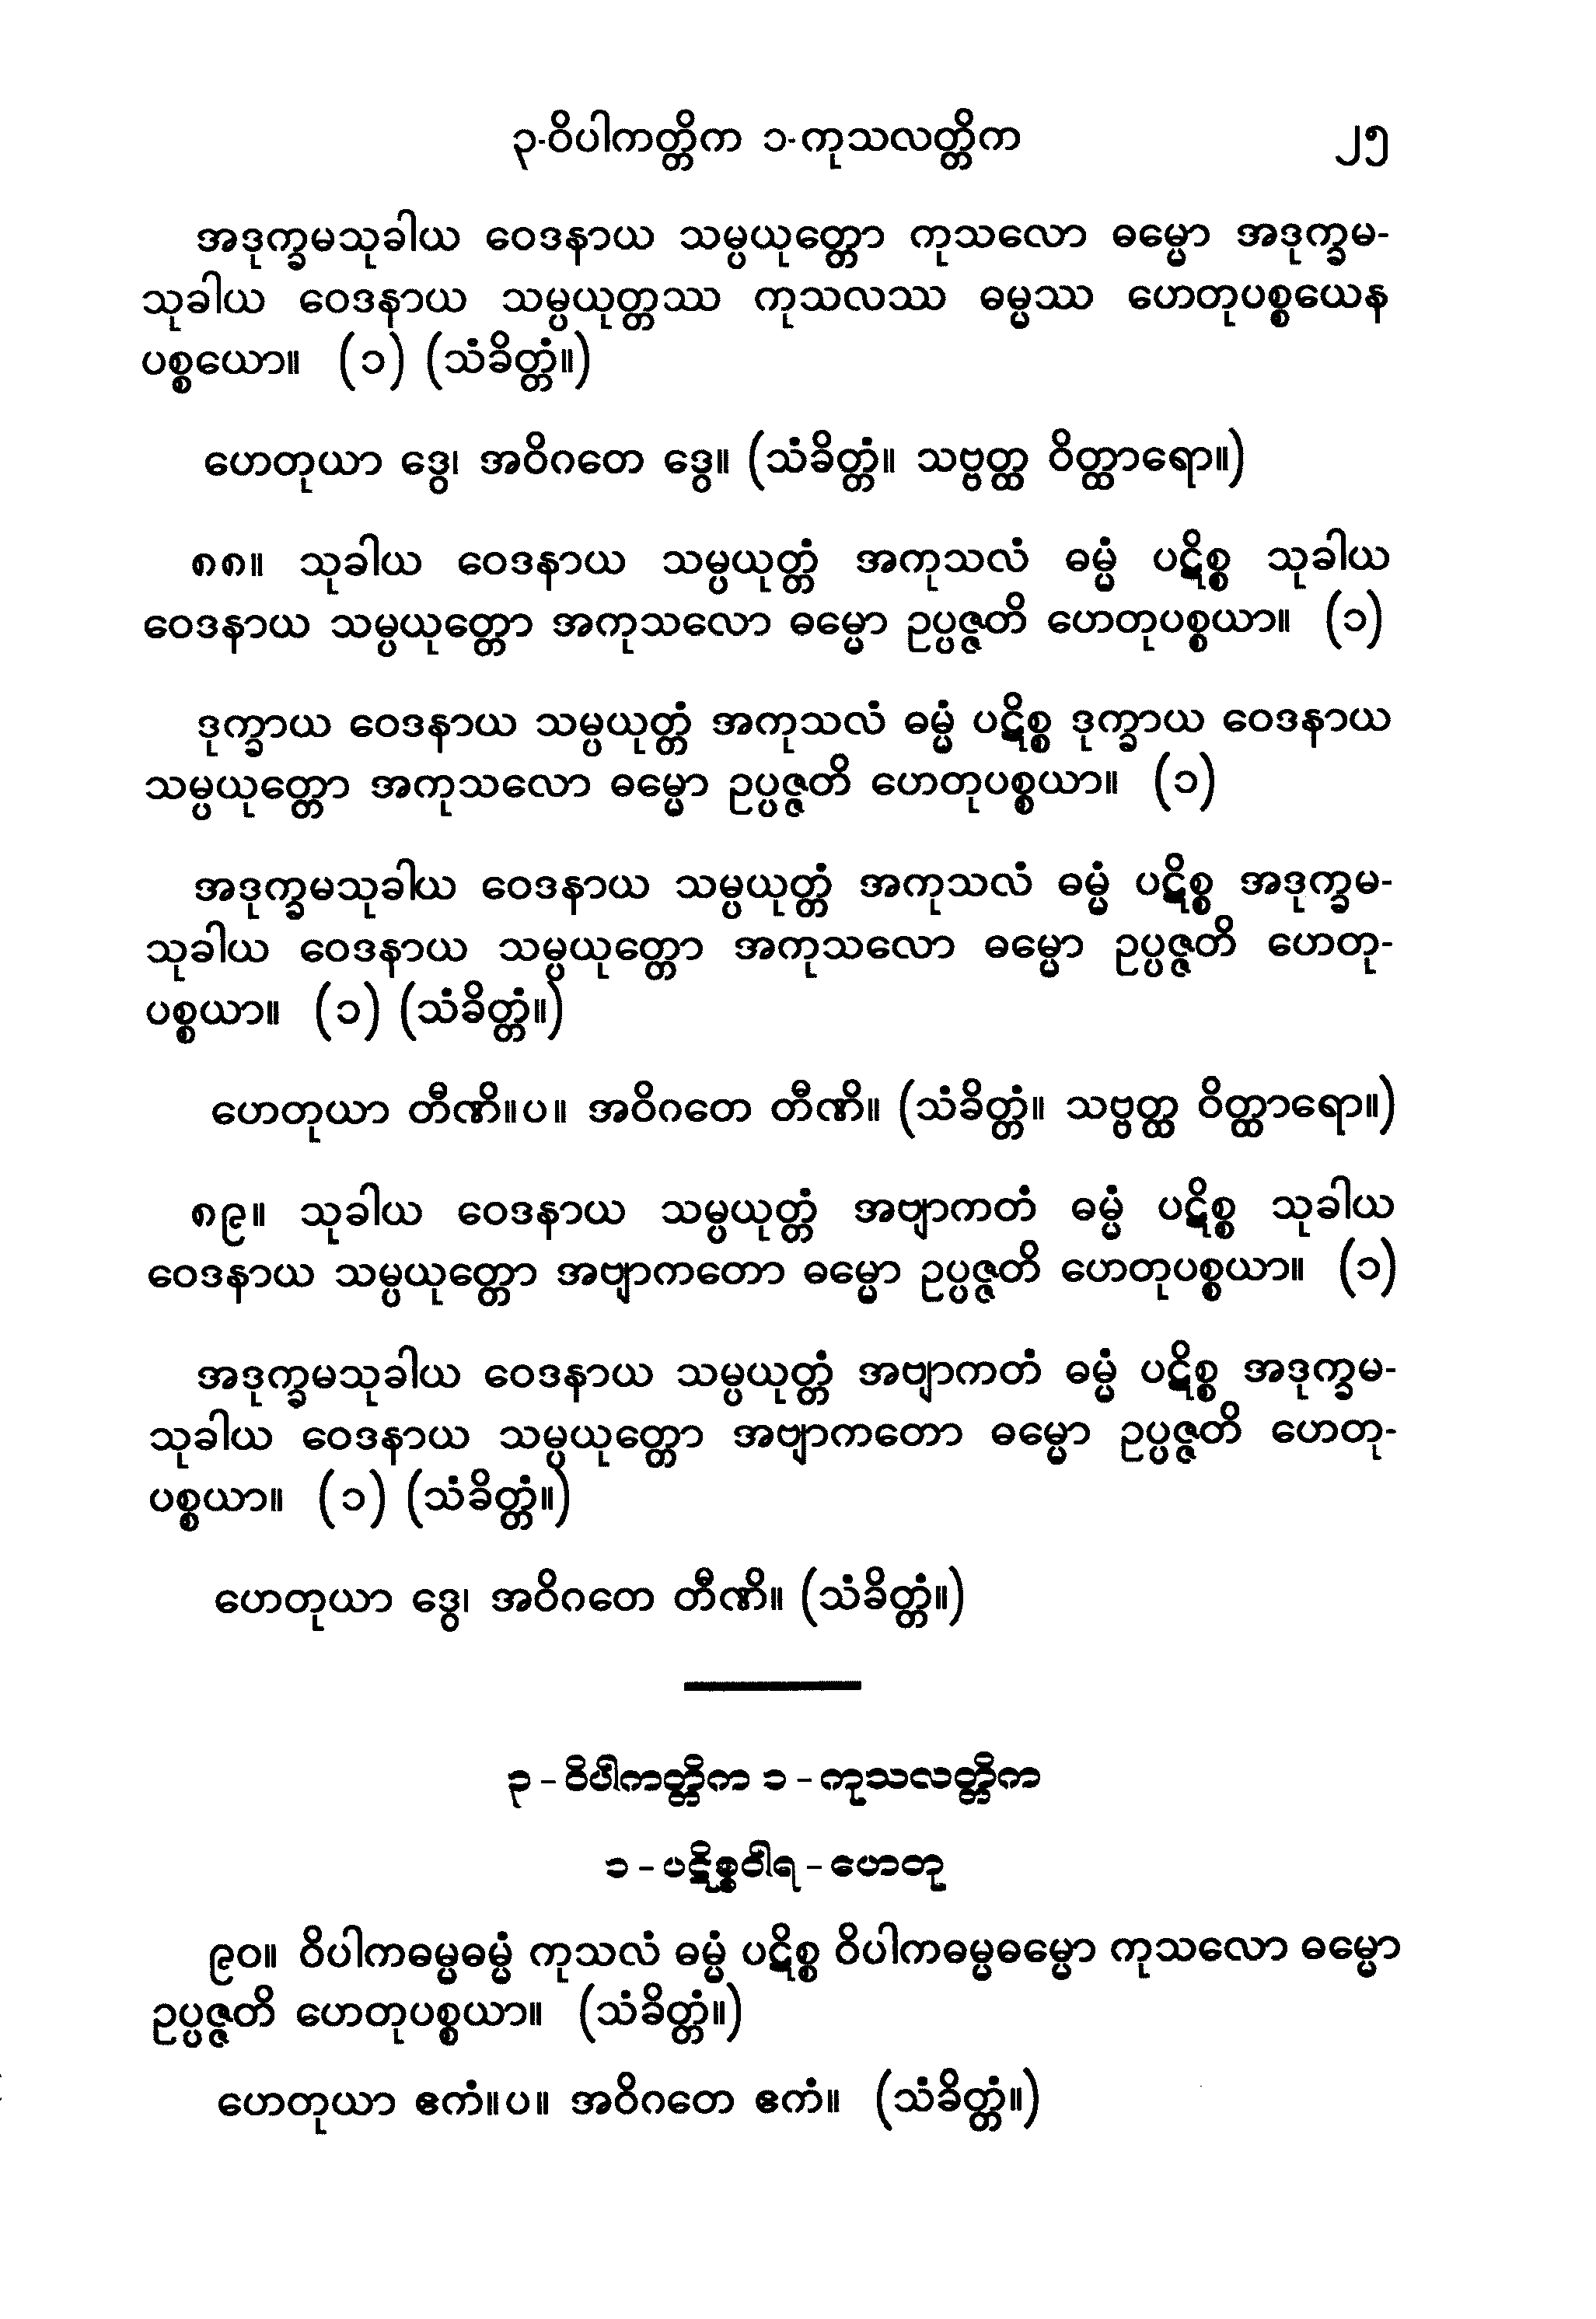 ၃-ဝိပါကတ္တိက ၁-ကုသလတ္တိက ၂၅
အဒုက္ခမသုခါယ ဝေဒနာယ သမ္ပယုတ္တော ကုသလော ဓမ္မော အဒုက္ခမ-
သုခါယ ဝေဒနာယ သမ္ပယုတ္တဿ ကုသလဿ ဓမ္မဿ ဟေတုပစ္စယေန
ပစ္စယော။ (၁) (သံခိတ္တံ။)
ဟေတုယာ ဒွေ၊ အဝိဂတေ ဒွေ။ (သံခိတ္တံ။ သဗ္ဗတ္ထ ဝိတ္ထာရော။)
၈၈။ သုခါယ ဝေဒနာယ သမ္ပယုတ္တံ အကုသလံ ဓမ္မံ ပဋိစ္စ သုခါယ
ဝေဒနာယ သမ္ပယုတ္တော အကုသလော ဓမ္မော ဥပ္ပဇ္ဇတိ ဟေတုပစ္စယာ။ (၁)
ဒုက္ခာယ ဝေဒနာယ သမ္ပယုတ္တံ အကုသလံ ဓမ္မံ ပဋိစ္စ ဒုက္ခာယ ဝေဒနာယ
သမ္ပယုတ္တော အကုသလော ဓမ္မော ဥပ္ပဇ္ဇတိ ဟေတုပစ္စယာ။ (၁)
အဒုက္ခမသုခါယ ဝေဒနာယ သမ္ပယုတ္တံ အကုသလံ ဓမ္မံ ပဋိစ္စ အဒုက္ခမ-
သုခါယ ဝေဒနာယ သမ္ပယုတ္တော အကုသလော ဓမ္မော ဥပ္ပဇ္ဇတိ ဟေတု-
ပစ္စယာ။ (၁) (သံခိတ္တံ။)
ဟေတုယာ တီဏိ။ပ။ အဝိဂတေ တီဏိ။ (သံခိတ္တံ။ သဗ္ဗတ္ထ ဝိတ္ထာရော။)
၈၉။ သုခါယ ဝေဒနာယ သမ္ပယုတ္တံ အဗျာကတံ ဓမ္မံ ပဋိစ္စ သုခါယ
ဝေဒနာယ သမ္ပယုတ္တော အဗျာကတော ဓမ္မော ဥပ္ပဇ္ဇတိ ဟေတုပစ္စယာ။ (၁)
အဒုက္ခမသုခါယ ဝေဒနာယ သမ္ပယုတ္တံ အဗျာကတံ ဓမ္မံ ပဋိစ္စ အဒုက္ခမ-
သုခါယ ဝေဒနာယ သမ္ပယုတ္တော အဗျာကတော ဓမ္မော ဥပ္ပဇ္ဇတိ ဟေတု-
ပစ္စယာ။ (၁) (သံခိတ္တံ။)
ဟေတုယာ ဒွေ၊ အဝိဂတေ တီဏိ။ (သံခိတ္တံ။)
၃ - ဝိပါကတ္တိက ၁ - ကုသလတ္တိက
၁ - ပဋိစ္စဝါရ - ဟေတု
၉၀။ ဝိပါကဓမ္မဓမ္မံ ကုသလံ ဓမ္မံ ပဋိစ္စ ဝိပါကဓမ္မဓမ္မော ကုသလော ဓမ္မော
ဥပ္ပဇ္ဇတိ ဟေတုပစ္စယာ။ (သံခိတ္တံ။)
ဟေတုယာ ဧကံ။ပ။ အဝိဂတေ ဧကံ။ (သံခိတ္တံ။)